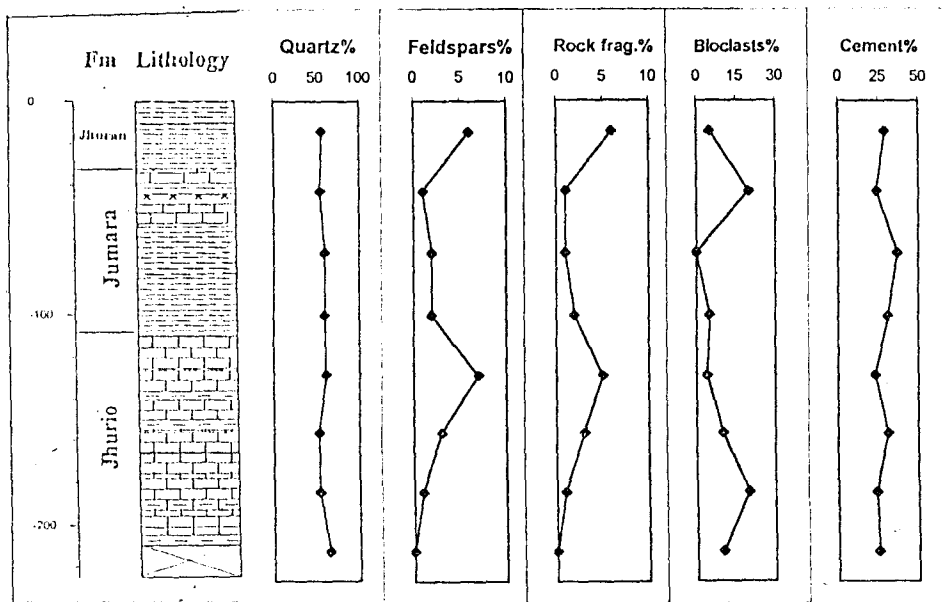 Fm Lithology
Quartz%
Feldspars%
Rock frag.%
Bloclasts%
Cement%
0 50 100
0 5 10
0 5 10
0 15 30
0 25 50
0
Jhuran
Jumara
-100
Jhurio
-200